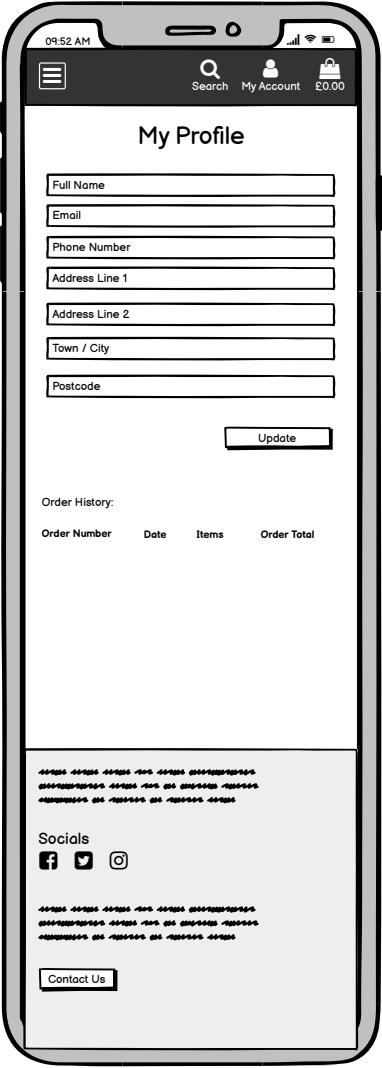 09:52 AM
Search My Account £0.00
My Profile
Full Name
Email
Phone Number
Address Line 1
Address Line 2
Town / City
Postcode
Update
Order History:
Order Number Date Items Order Total
Socials
Contact Us